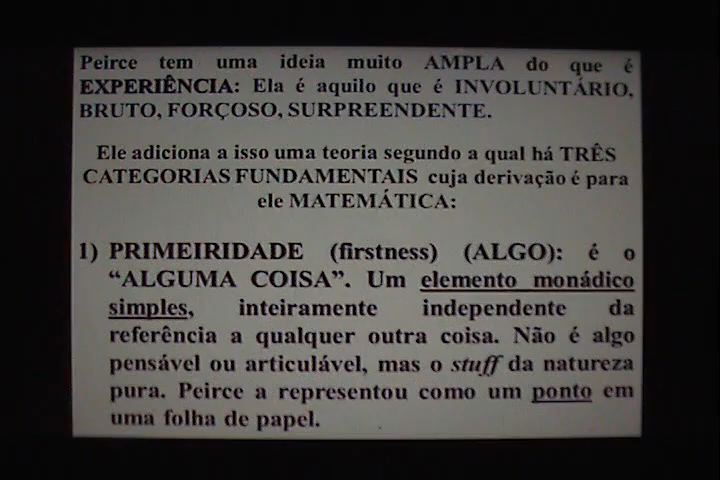 Peirce tem uma ideia muito AMPLA do que é
EXPERIÊNCIA: Ela é aquilo que é INVOLUNTÁRIO,
BRUTO, FORÇOSO, SURPREENDENTE.
Ele adiciona a isso uma teoria segundo a qual há TRÊS
CATEGORIAS FUNDAMENTAIS cuja derivação é para
ele MATEMÁTICA:
1) PRIMEIRIDADE (firstness) (ALGO): é o
“ALGUMA COISA”. Um elemento monádico
simples, inteiramente independente da
referência a qualquer outra coisa. Não é algo
pensável ou articulável, mas o stuff da natureza
pura. Peirce a representou como um ponto em
uma folha de papel.